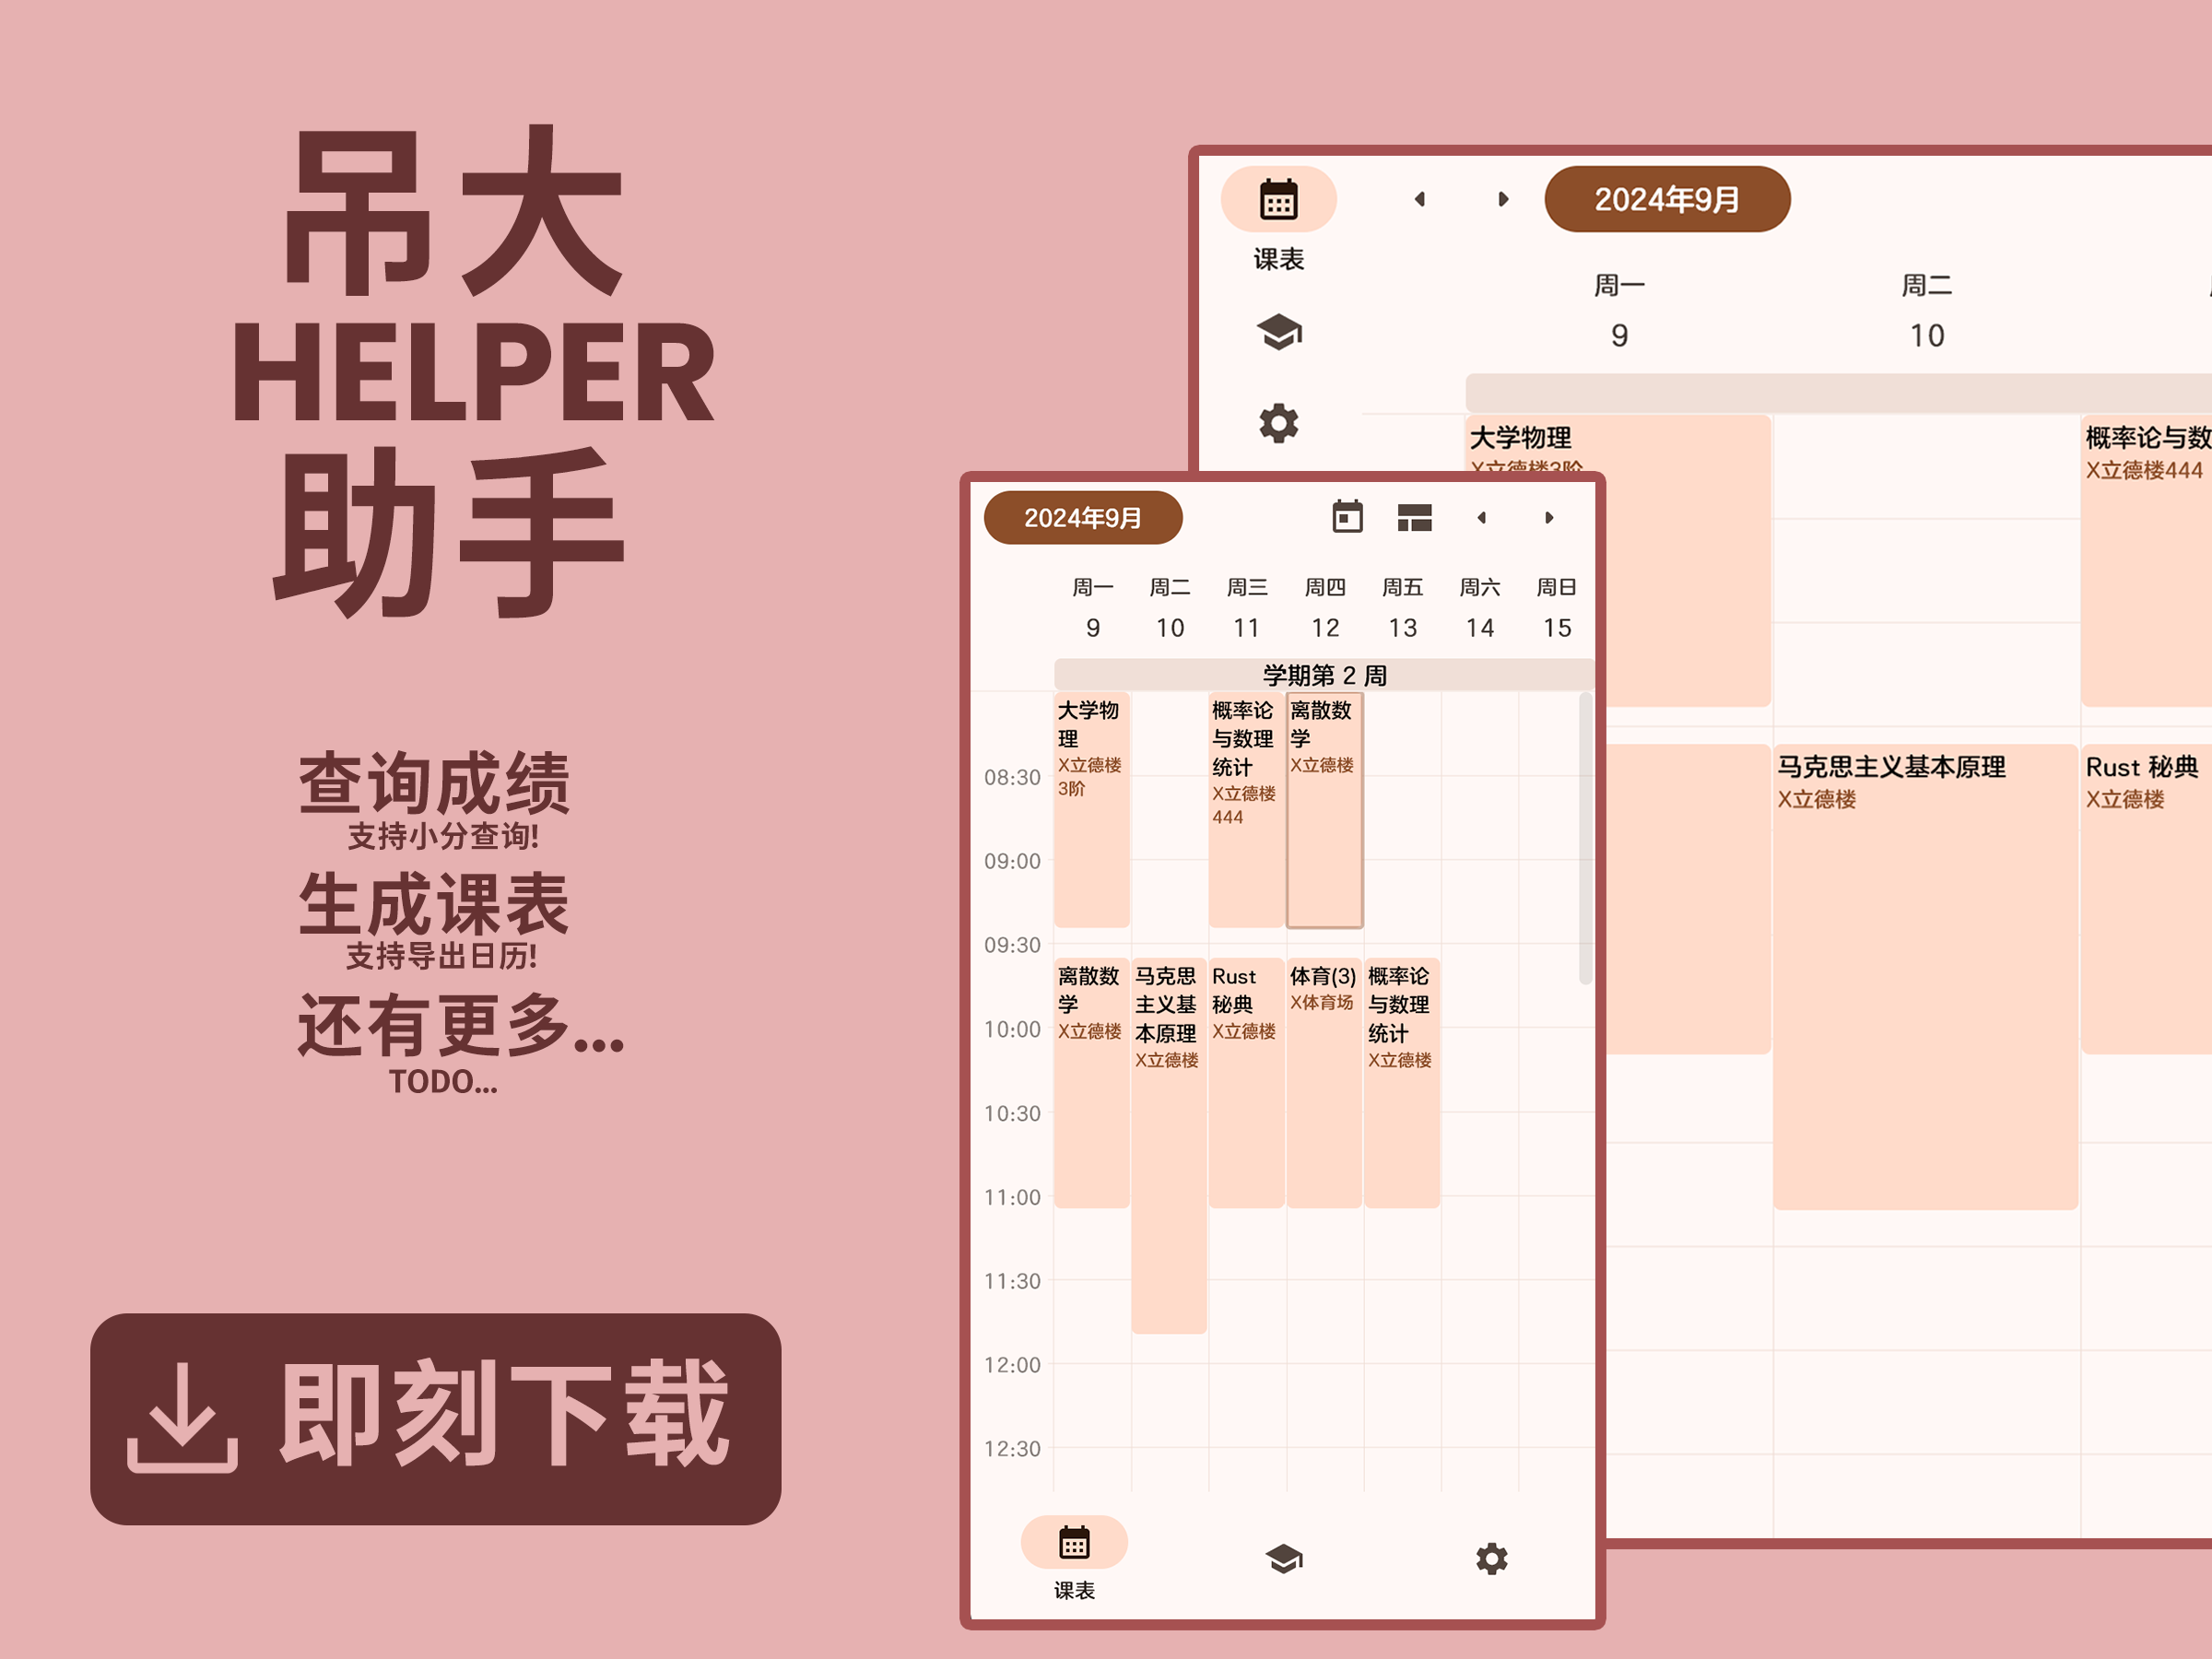 吊大
HELPER
助手
查询成绩
支持小分查询!
生成课表
支持导出日历!
还有更多...
TODO...
即刻下载
2024年9月
课表
周一
周二
9
10
大学物理
X立德楼3阶
概率论与数
X立德楼444
马克思主义基本原理
X立德楼
Rust 秘典
X立德楼
2024年9月
周一 周二 周三 周四 周五 周六 周日
9 10 11 12 13 14 15
学期第 2 周
08:30
09:00
09:30
10:00
10:30
11:00
11:30
12:00
12:30
大学物
理
X立德楼
3阶
概率论
与数理
统计
X立德楼
444
离散数
学
X立德楼
离散数
学
X立德楼
马克思
主义基
本原理
X立德楼
Rust
秘典
X立德楼
体育(3)
X体育场
概率论
与数理
统计
X立德楼
课表